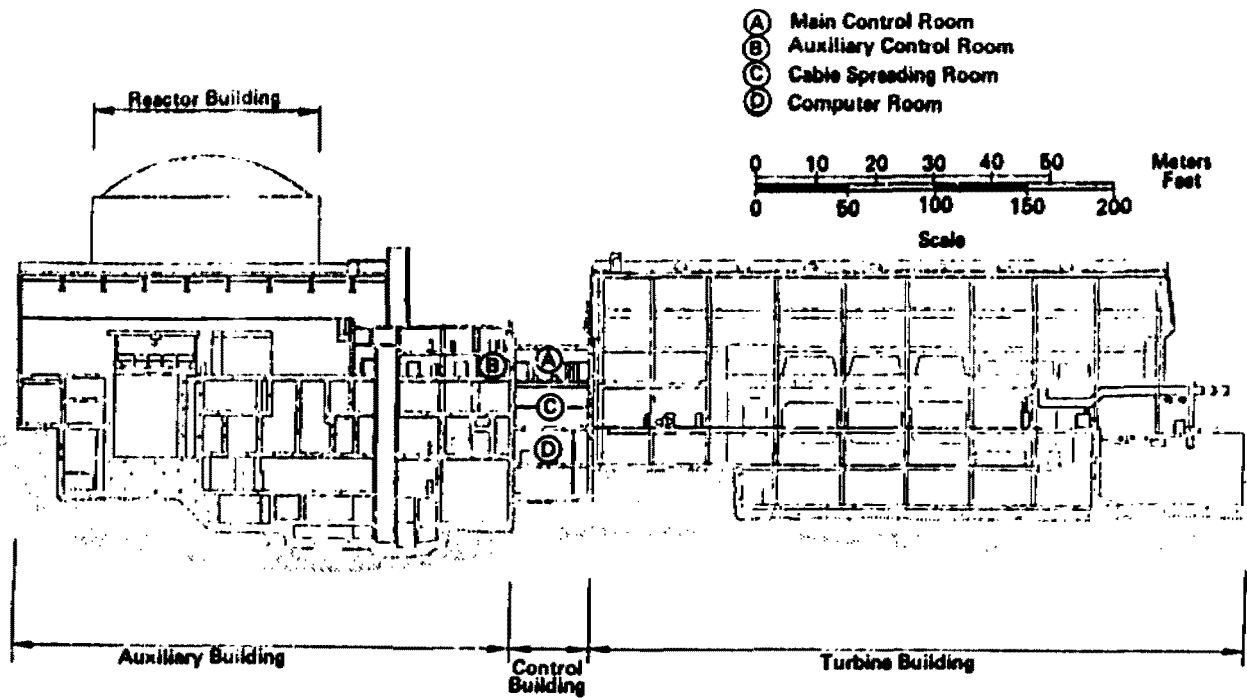 Ⓐ Main Control Room
Ⓑ Auxiliary Control Room
Ⓒ Cable Spreading Room
Ⓓ Computer Room
Reactor Building
0 10 20 30 40 50 Meters
Feet
0 50 100 150 200
Scale
A
B
C
D
Auxiliary Building
Control
Building
Turbine Building